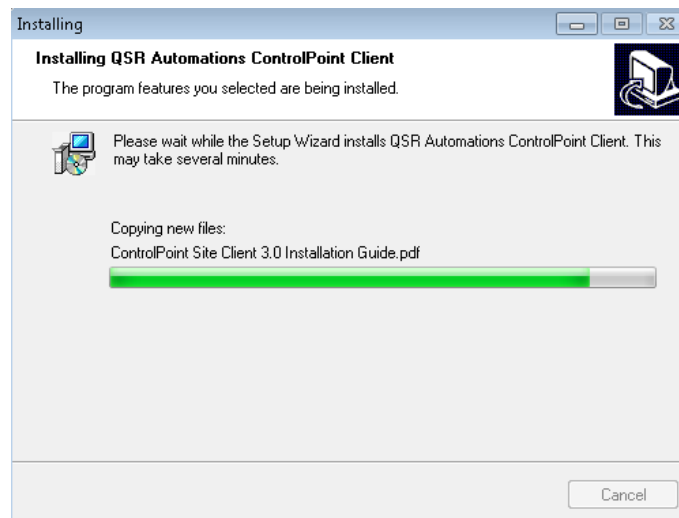 Installing
Installing QSR Automations ControlPoint Client
The program features you selected are being installed.
Please wait while the Setup Wizard installs QSR Automations ControlPoint Client. This
may take several minutes.
Copying new files:
ControlPoint Site Client 3.0 Installation Guide.pdf
Cancel